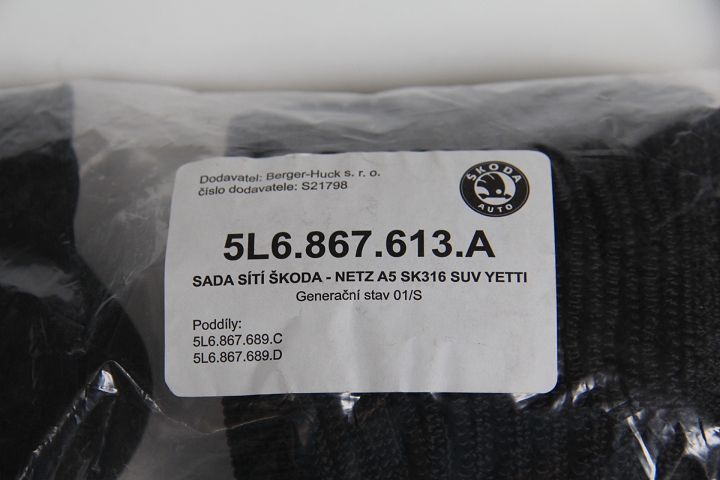 Dodavatel: Berger-Huck s. r. o.
číslo dodavatele: S21798
ŠKODA
AUTO
5L6.867.613.A
SADA SÍTÍ ŠKODA - NETZ A5 SK316 SUV YETTI
Generační stav 01/S
Poddíly:
5L6.867.689.C
5L6.867.689.D